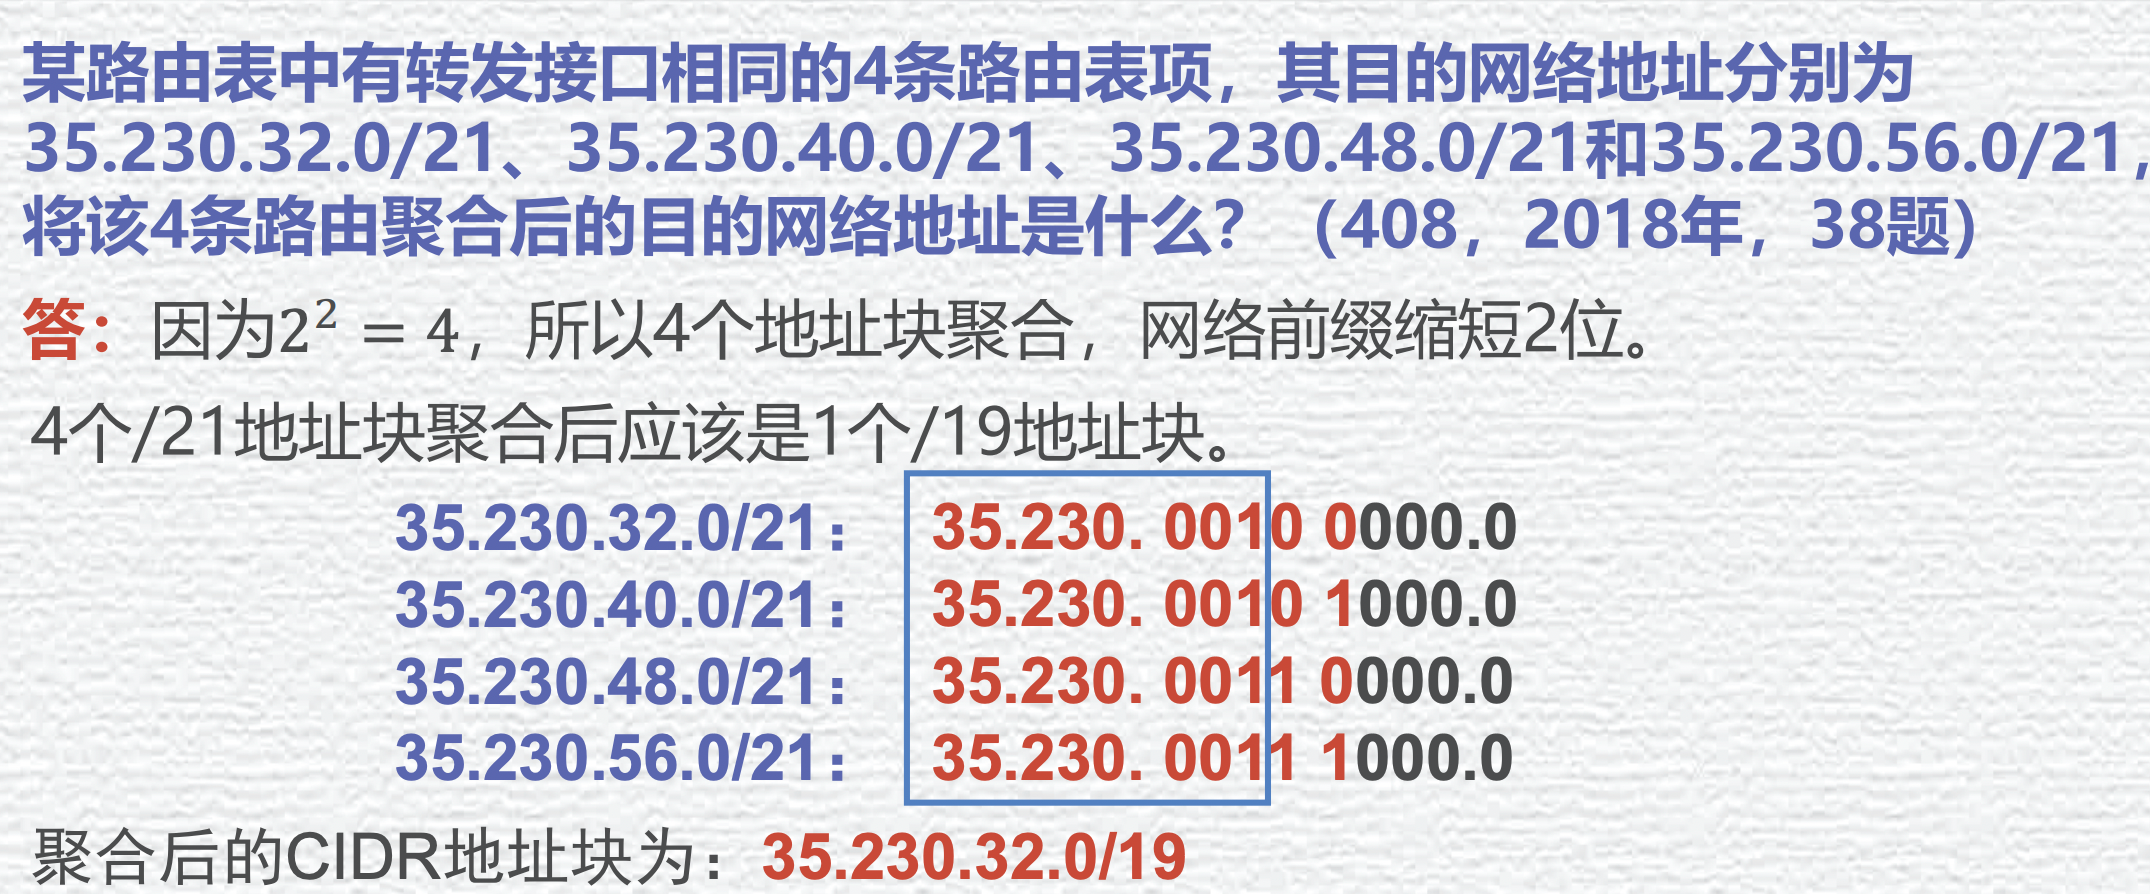 某路由表中有转发接口相同的4条路由表项，其目的网络地址分别为
35.230.32.0/21、35.230.40.0/21、35.230.48.0/21和35.230.56.0/21，
将该4条路由聚合后的目的网络地址是什么？（408，2018年，38题）
答：因为2² = 4，所以4个地址块聚合，网络前缀缩短2位。
4个/21地址块聚合后应该是1个/19地址块。
35.230.32.0/21： 35.230. 0010 0000.0
35.230.40.0/21： 35.230. 0010 1000.0
35.230.48.0/21： 35.230. 0011 0000.0
35.230.56.0/21： 35.230. 0011 1000.0
聚合后的CIDR地址块为：35.230.32.0/19